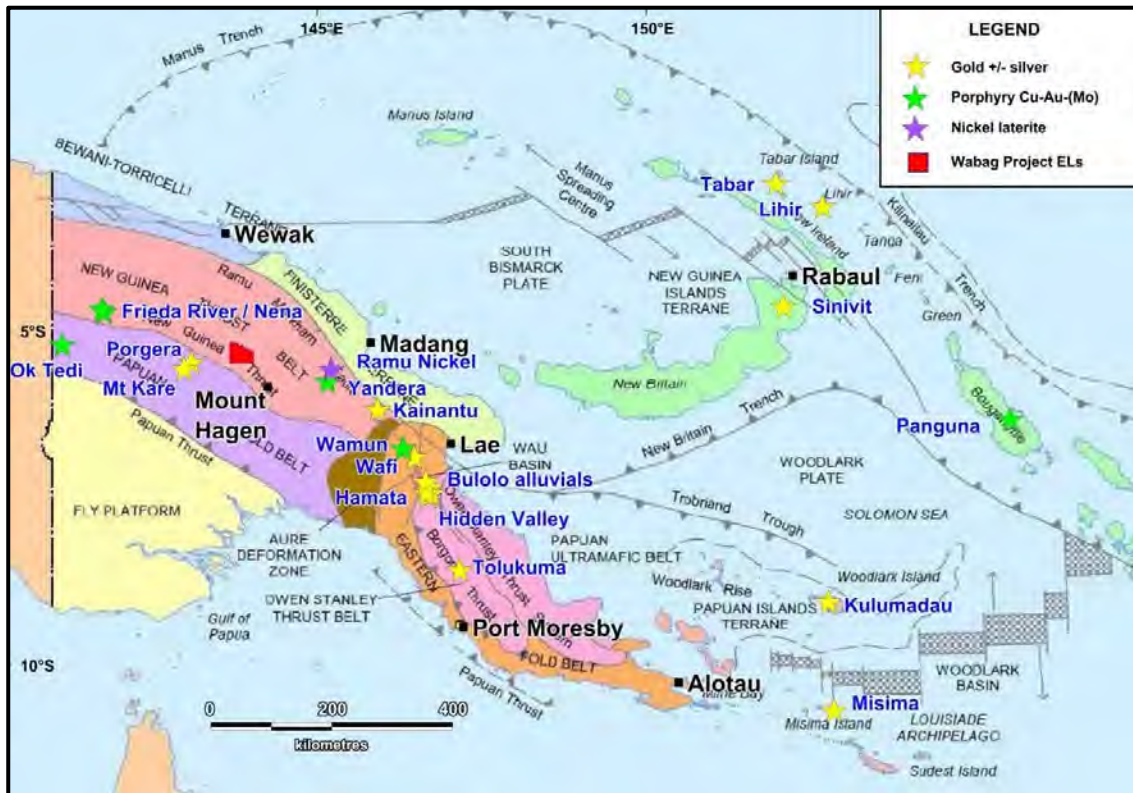 145°E
150°E
LEGEND
Gold +/- silver
Porphyry Cu-Au-(Mo)
Nickel laterite
Wabag Project ELs
Manus Trench
Manus Island
BEWANI-TORRICELLI
TERRANE
Wewak
Manus
Spreading
Centre
Tabar Island
Tabar
Lihir
Lihir
New Ireland
Tanga
Kilinailau
Trench
Feni
Green
SOUTH
BISMARCK
PLATE
NEW GUINEA
ISLANDS
TERRANE
Rabaul
Sinivit
NEW GUINEA
THRUST
BELT
Ramu
Markham
FINISTERRE
TERRANE
Frieda River / Nena
5°S
New Guinea
Thrust
Madang
Ramu Nickel
Yandera
Porgera
Mt Kare
Ok Tedi
PAPUAN
FOLD BELT
Mount
Hagen
Kainantu
New Britain
Bougainville
Panguna
Papuan Thrust
Wamun
Lae
Wafi
WAU
BASIN
New Britain
Trench
WOODLARK
PLATE
Bulolo alluvials
Hamata
Hidden Valley
FLY PLATFORM
Trobriand
Trough
SOLOMON SEA
AURE
DEFORMATION
ZONE
EASTERN
FOLD BELT
Owen Stanley Thrust
PAPUAN
ULTRAMAFIC BELT
Tolukuma
Thrust
Woodlark Rise
Woodlark Island
PAPUAN ISLANDS
TERRANE
Kulumadau
OWEN STANLEY
THRUST BELT
Gulf of
Papua
Port Moresby
10°S
Papuan Thrust
Alotau
Milne Bay
WOODLARK
BASIN
Misima
Misima Island
LOUISIADE
ARCHIPELAGO
Sudest Island
0 200 400
kilometres